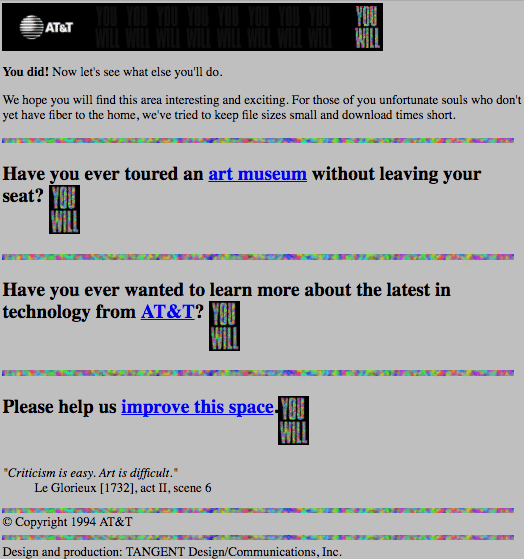 AT&T YOU YOU YOU YOU YOU YOU YOU YOU YOU
WILL WILL WILL WILL WILL WILL WILL WILL WILL
You did! Now let's see what else you'll do.
We hope you will find this area interesting and exciting. For those of you unfortunate souls who don't
yet have fiber to the home, we've tried to keep file sizes small and download times short.
Have you ever toured an art museum without leaving your
seat? YOU
WILL
Have you ever wanted to learn more about the latest in
technology from AT&T? YOU
WILL
Please help us improve this space. YOU
WILL
"Criticism is easy. Art is difficult."
Le Glorieux [1732], act II, scene 6
© Copyright 1994 AT&T
Design and production: TANGENT Design/Communications, Inc.